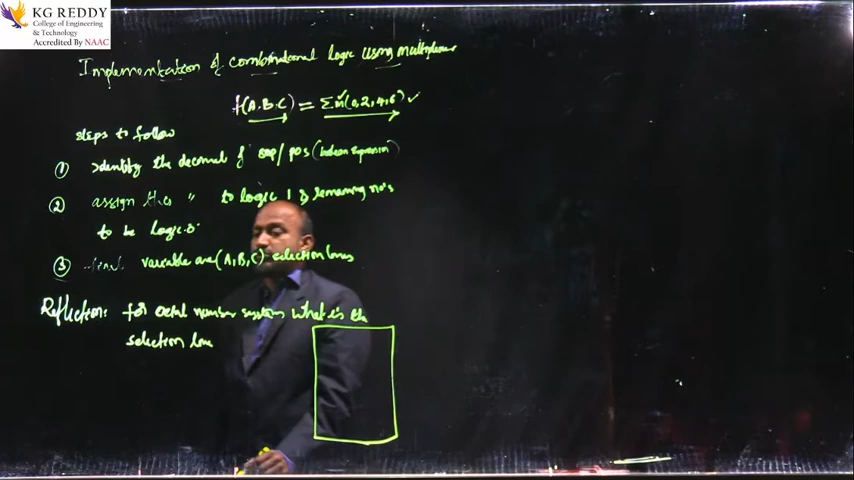 KG REDDY
College of Engineering
& Technology
Accredited By NAAC
Implementation of combinational logic using multiplexer
f(A,B,C) = Σm(0,2,4,6) ✓
steps to follow
① Identify the decimal of sop/pos (boolean Expression)
② assign this " to logic 1 & remaining no's
to be logic 0
③ variable are (A,B,C) selection lines
Reflection: for octal number system what is the
selection line